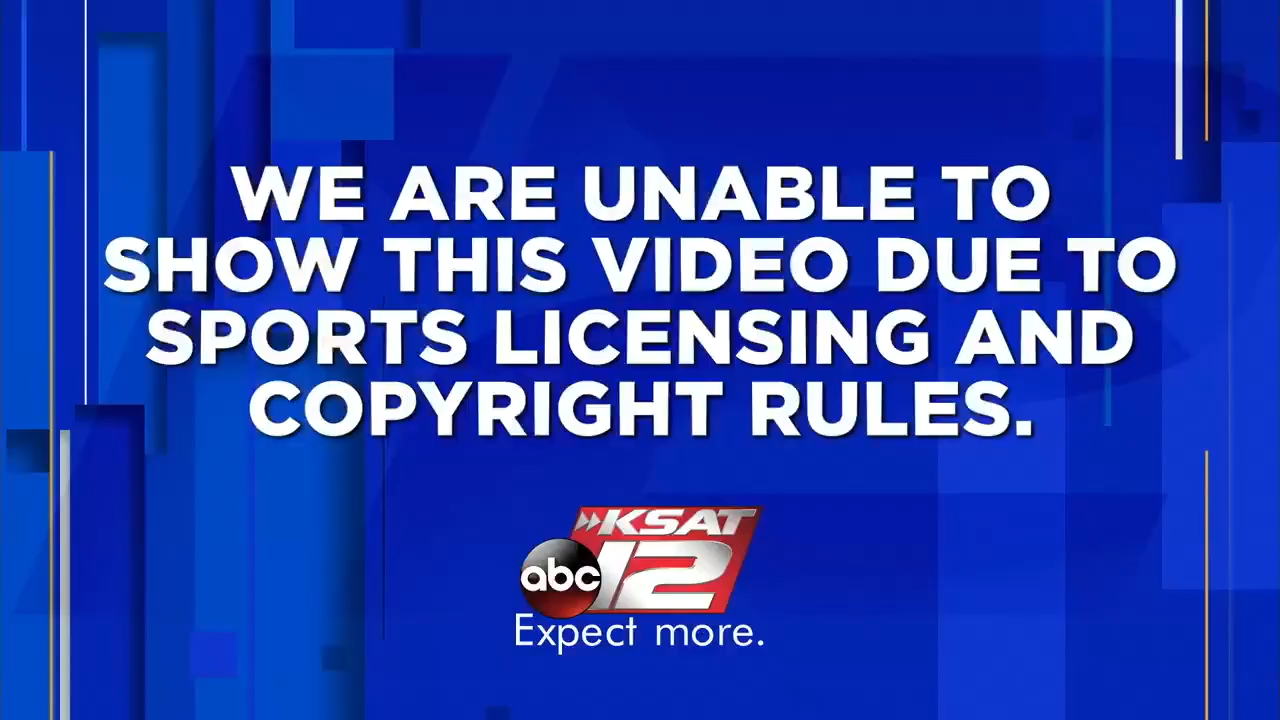 WE ARE UNABLE TO
SHOW THIS VIDEO DUE TO
SPORTS LICENSING AND
COPYRIGHT RULES.
KSAT
abc 12
Expect more.